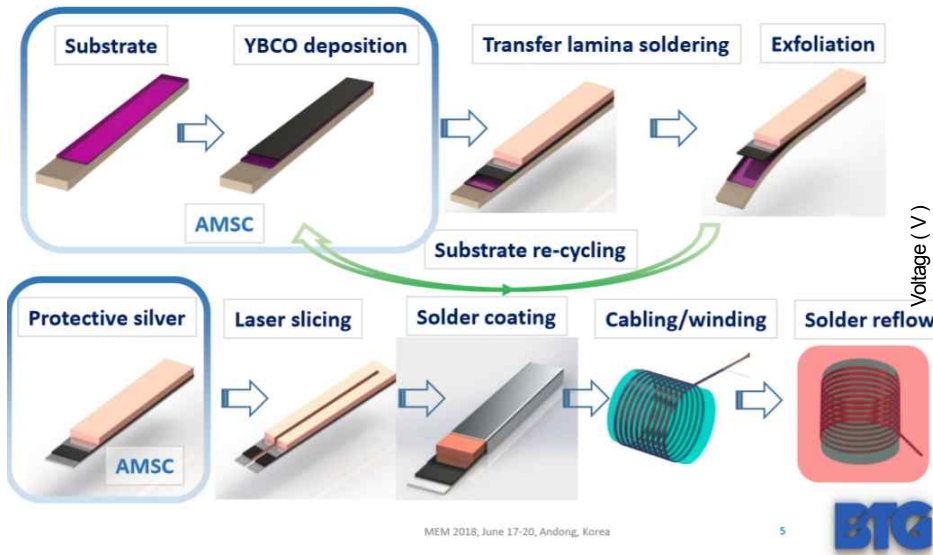 Substrate
YBCO deposition
Transfer lamina soldering
Exfoliation
AMSC
Substrate re-cycling
Voltage ( V )
Protective silver
Laser slicing
Solder coating
Cabling/winding
Solder reflow
AMSC
MEM 2018, June 17-20, Andong, Korea
5
BTG